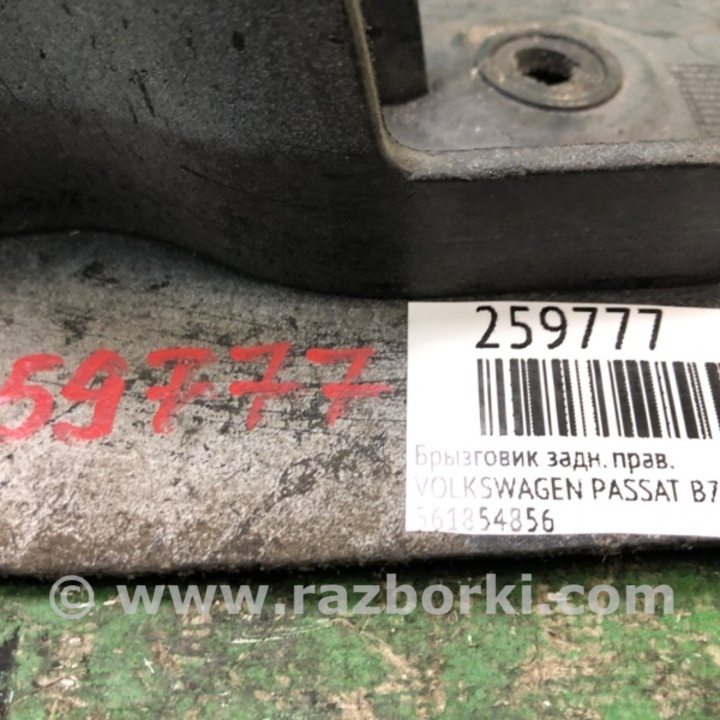 259777
59777
Брызговик задн. прав.
VOLKSWAGEN PASSAT B7
561854856
© www.razborki.com